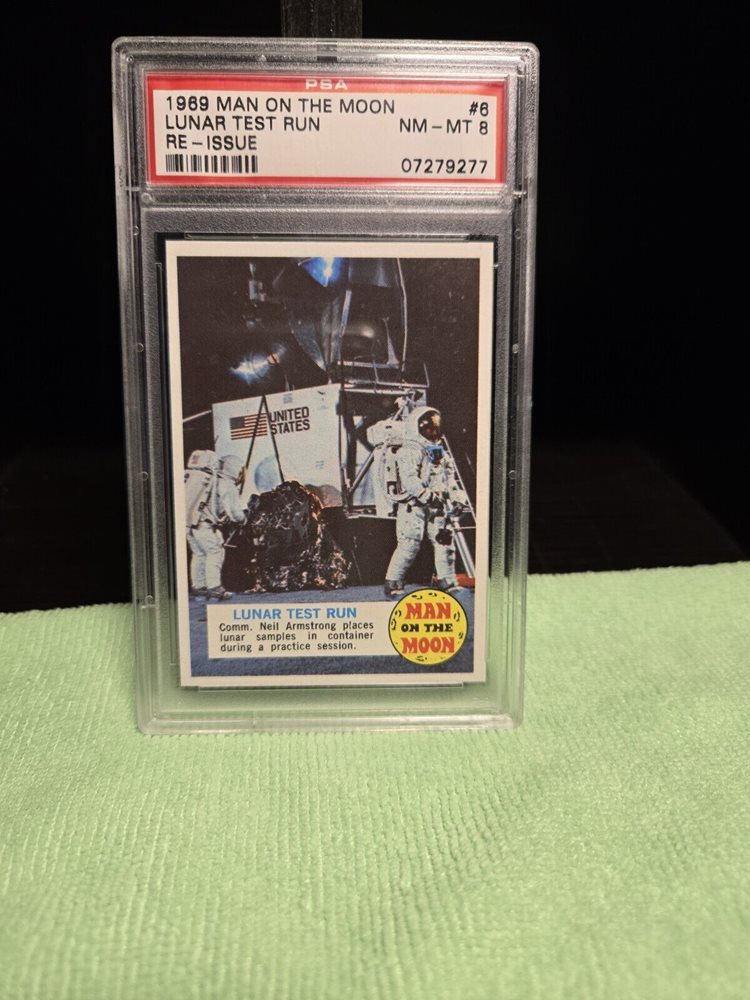 PSA
1969 MAN ON THE MOON #6
LUNAR TEST RUN NM - MT 8
RE - ISSUE
07279277
UNITED
STATES
LUNAR TEST RUN
Comm. Neil Armstrong places
lunar samples in container
during a practice session.
MAN
ON THE
MOON